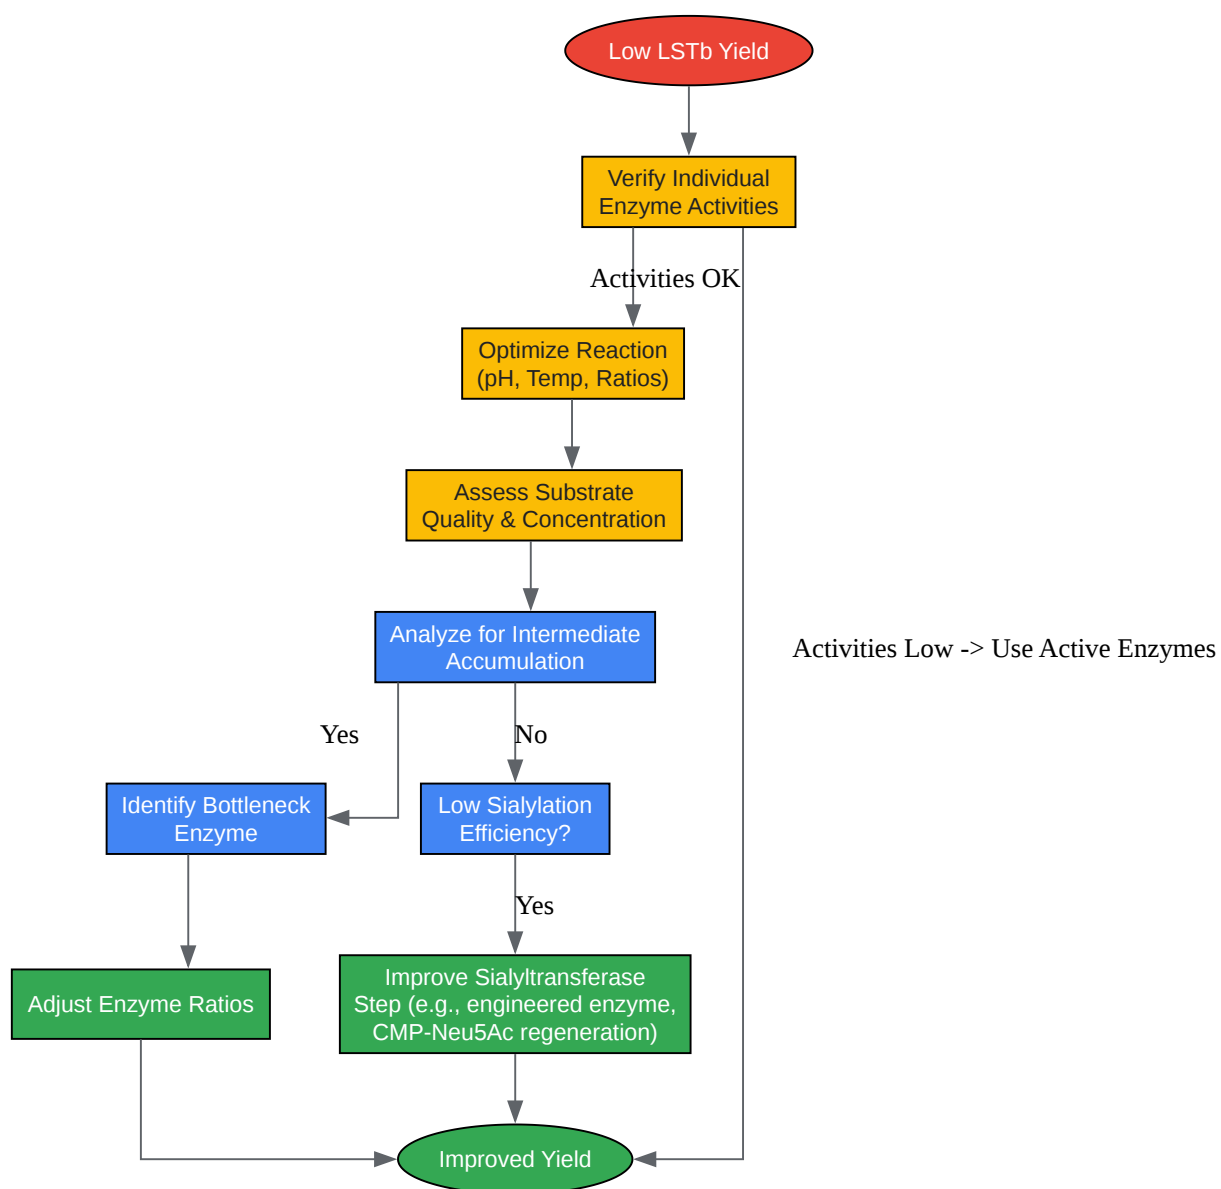 Low LSTb Yield
Verify Individual
Enzyme Activities
Activities OK
Optimize Reaction
(pH, Temp, Ratios)
Assess Substrate
Quality & Concentration
Analyze for Intermediate
Accumulation
Activities Low -> Use Active Enzymes
Yes
No
Identify Bottleneck
Enzyme
Low Sialylation
Efficiency?
Yes
Adjust Enzyme Ratios
Improve Sialyltransferase
Step (e.g., engineered enzyme,
CMP-Neu5Ac regeneration)
Improved Yield